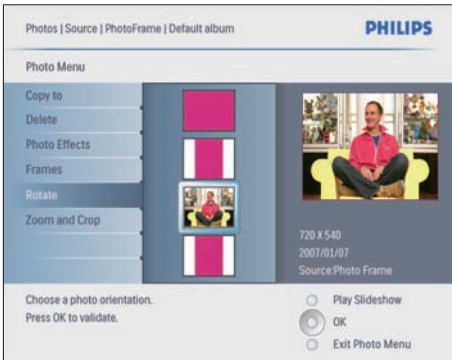 Photos | Source | PhotoFrame | Default album
PHILIPS
Photo Menu
Copy to
Delete
Photo Effects
Frames
Rotate
Zoom and Crop
720 X 540
2007/01/07
Source:Photo Frame
Choose a photo orientation.
Press OK to validate.
Play Slideshow
OK
Exit Photo Menu